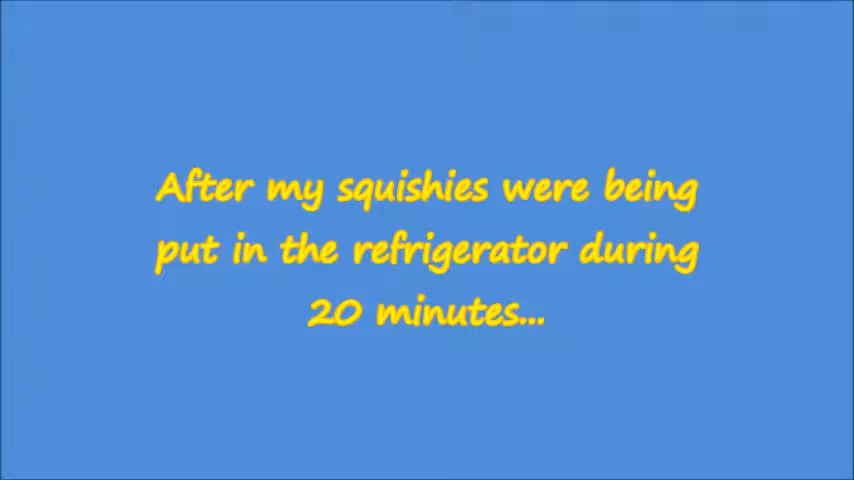 After my squishies were being
put in the refrigerator during
20 minutes...